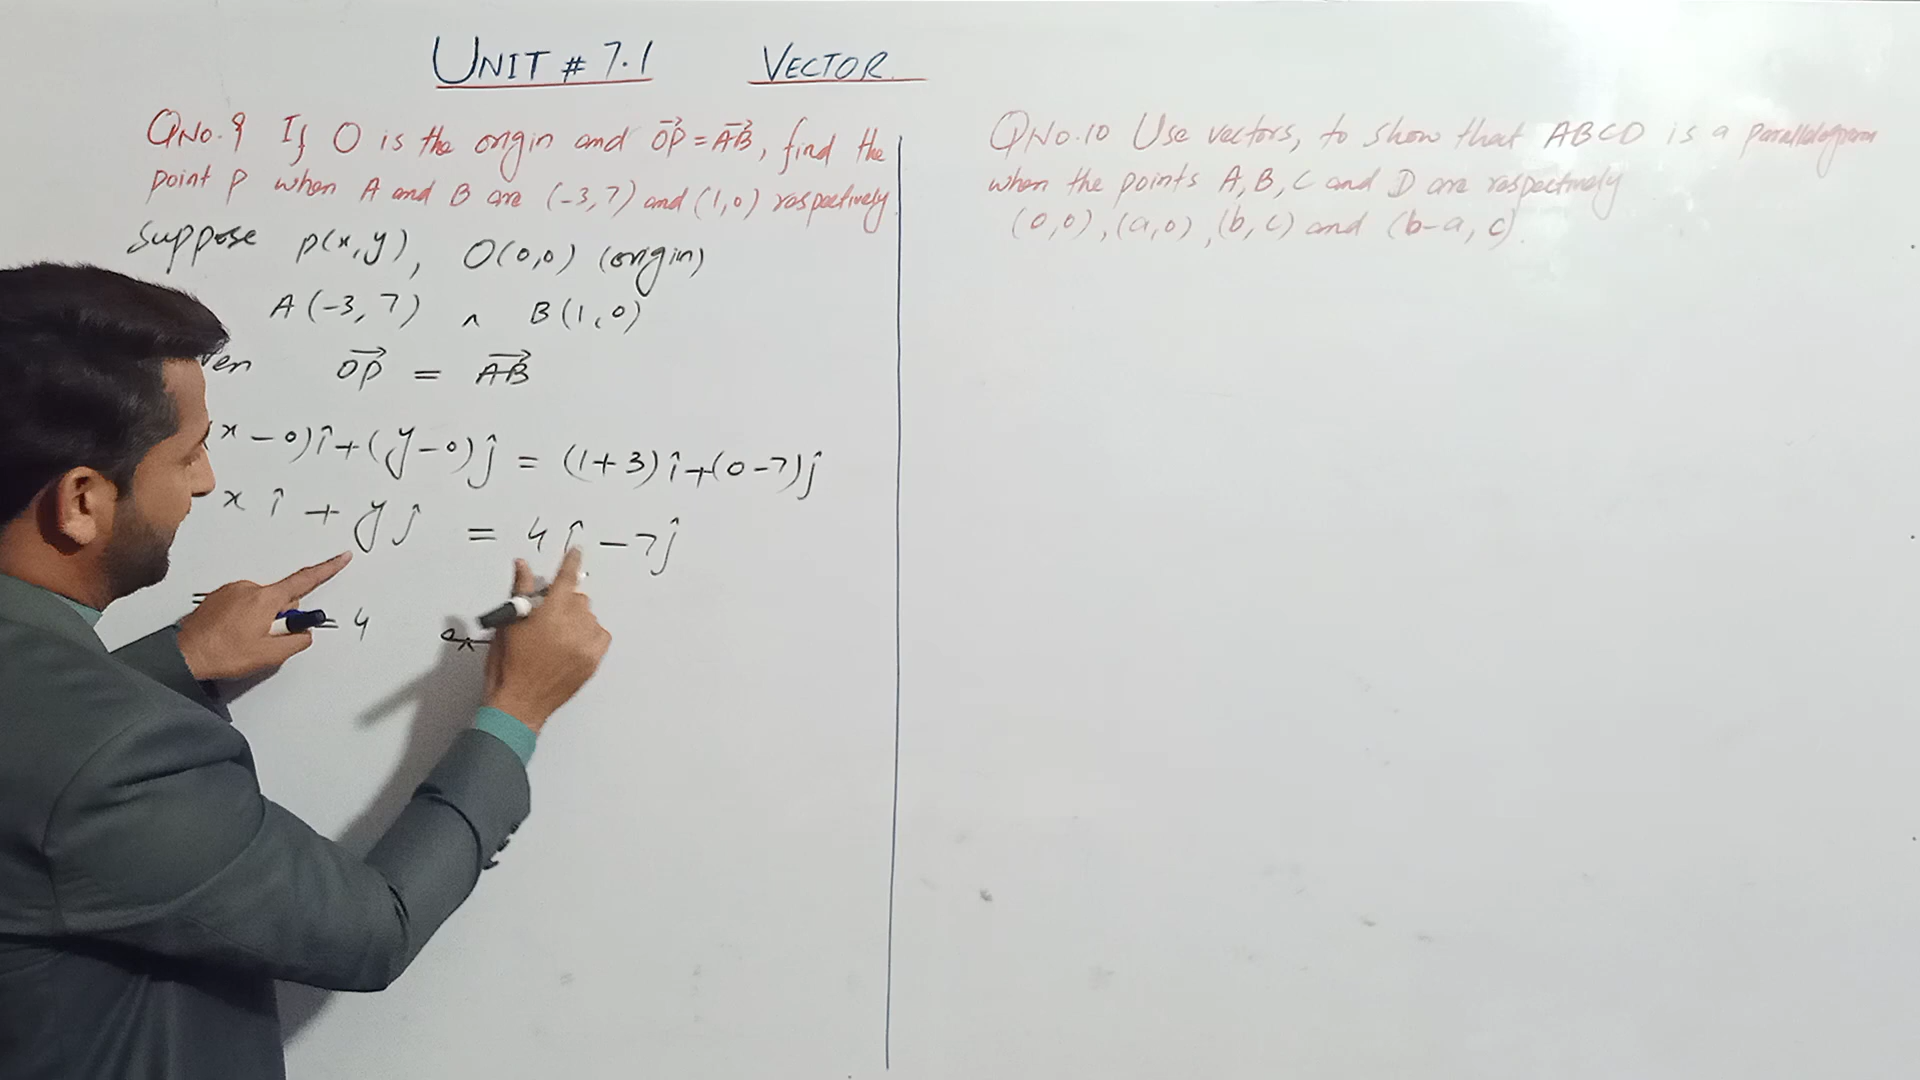 UNIT # 7.1 VECTOR
QNO.9 If O is the origin and OP = AB, find the
point P when A and B are (-3,7) and (1,0) respectively.
Suppose P(x,y), O(0,0) (origin)
A(-3,7) ∧ B(1,0)
OP = AB
(x-0)î+(y-0)ĵ = (1+3)î+(0-7)ĵ
xî + yĵ = 4î - 7ĵ
= 4
QNO.10 Use vectors, to show that ABCD is a parallelogram
when the points A, B, C and D are respectively
(0,0), (a,0), (b,c) and (b-a, c).